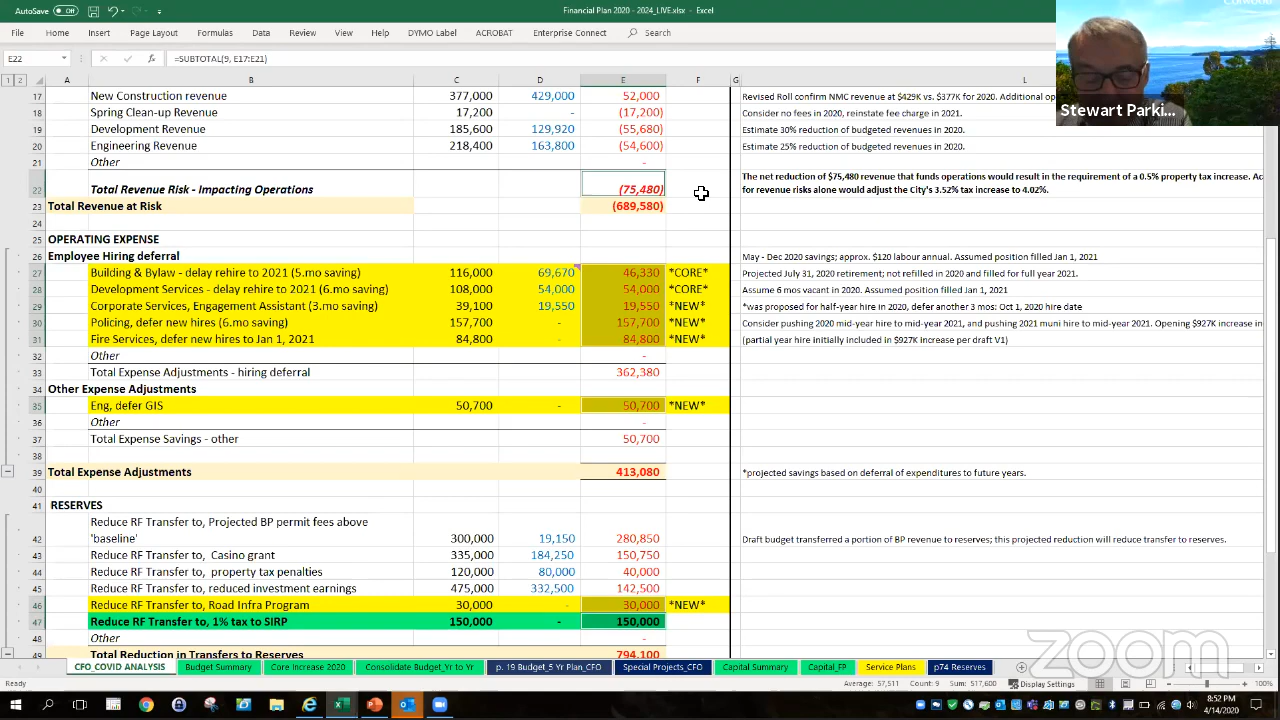 AutoSave Off
Financial Plan 2020 - 2024_LIVE.xlsx - Excel
File Home Insert Page Layout Formulas Data Review View Help DYMO Label ACROBAT Enterprise Connect Search
E22 fx =SUBTOTAL(9, E17:E21)
Stewart Parki...
1 2 A B C D E F G L
17 New Construction revenue 377,000 429,000 52,000 Revised Roll confirm NMC revenue at $429K vs. $377K for 2020. Additional
18 Spring Clean-up Revenue 17,200 - (17,200) Consider no fees in 2020, reinstate fee charge in 2021.
19 Development Revenue 185,600 129,920 (55,680) Estimate 30% reduction of budgeted revenues in 2020.
20 Engineering Revenue 218,400 163,800 (54,600) Estimate 25% reduction of budgeted revenues in 2020.
21 Other -
The net reduction of $75,480 revenue that funds operations would result in the requirement of a 0.5% property tax increase.
22 Total Revenue Risk - Impacting Operations (75,480) for revenue risks alone would adjust the City's 3.52% tax increase to 4.02%.
23 Total Revenue at Risk (689,580)
24
25 OPERATING EXPENSE
26 Employee Hiring deferral May - Dec 2020 savings; approx. $120 labour annual. Assumed position filled Jan 1, 2021
27 Building & Bylaw - delay rehire to 2021 (5.mo saving) 116,000 69,670 46,330 *CORE* Projected July 31, 2020 retirement; not refilled in 2020 and filled for full year 2021.
28 Development Services - delay rehire to 2021 (6.mo saving) 108,000 54,000 54,000 *CORE* Assume 6 mos vacant in 2020. Assumed position filled Jan 1, 2021
29 Corporate Services, Engagement Assistant (3.mo saving) 39,100 19,550 19,550 *NEW* *was proposed for half-year hire in 2020, defer another 3 mos: Oct 1, 2020 hire date
30 Policing, defer new hires (6.mo saving) 157,700 - 157,700 *NEW* Consider pushing 2020 mid-year hire to mid-year 2021, and pushing 2021 muni hire to mid-year 2021. Opening $927K increase in
31 Fire Services, defer new hires to Jan 1, 2021 84,800 - 84,800 *NEW* (partial year hire initially included in $927K Increase per draft V1)
32 Other -
33 Total Expense Adjustments - hiring deferral 362,380
34 Other Expense Adjustments
35 Eng, defer GIS 50,700 - 50,700 *NEW*
36 Other -
37 Total Expense Savings - other 50,700
38
39 Total Expense Adjustments 413,080 *projected savings based on deferral of expenditures to future years.
40
41 RESERVES
Reduce RF Transfer to, Projected BP permit fees above
42 'baseline' 300,000 19,150 280,850 Draft budget transferred a portion of BP revenue to reserves; this projected reduction will reduce transfer to reserves.
43 Reduce RF Transfer to, Casino grant 335,000 184,250 150,750
44 Reduce RF Transfer to, property tax penalties 120,000 80,000 40,000
45 Reduce RF Transfer to, reduced investment earnings 475,000 332,500 142,500
46 Reduce RF Transfer to, Road Infra Program 30,000 - 30,000 *NEW*
47 Reduce RF Transfer to, 1% tax to SIRP 150,000 - 150,000
48 Other -
49 Total Reduction in Transfers to Reserves 794,100
zoom
CFO_COVID ANALYSIS Budget Summary Core Increase 2020 Consolidate Budget_Yr to Yr p. 19 Budget_5 Yr Plan_CFO Special Projects_CFO Capital Summary Capital_FP Service Plans p74 Reserves
Ready Average: 57,511 Count: 9 Sum: 517,600 Display Settings 100%
8:52 PM
4/14/2020